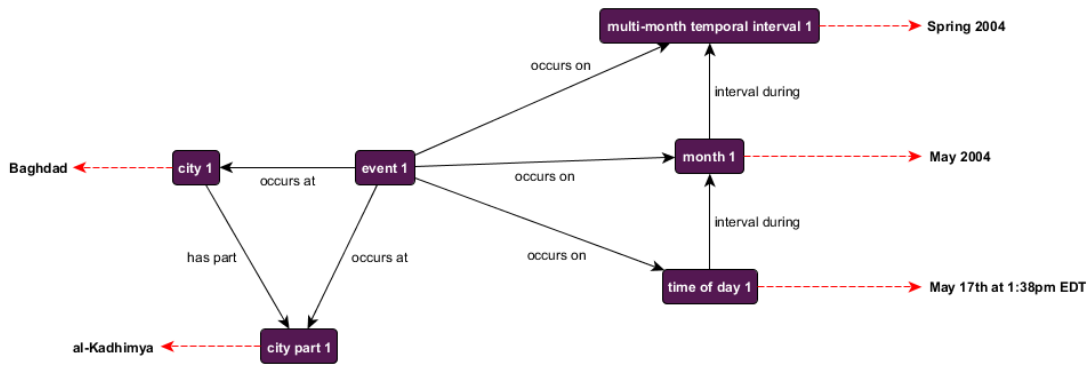 multi-month temporal interval 1
Spring 2004
occurs on
interval during
Baghdad
city 1
event 1
month 1
May 2004
occurs at
occurs on
interval during
has part
occurs at
occurs on
time of day 1
May 17th at 1:38pm EDT
al-Kadhimya
city part 1